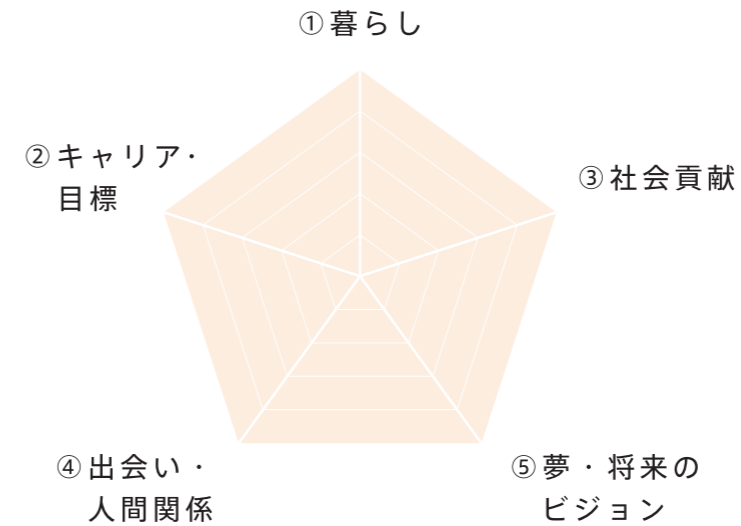 ①暮らし
②キャリア・
目標
③社会貢献
④出会い・
人間関係
⑤夢・将来の
ビジョン